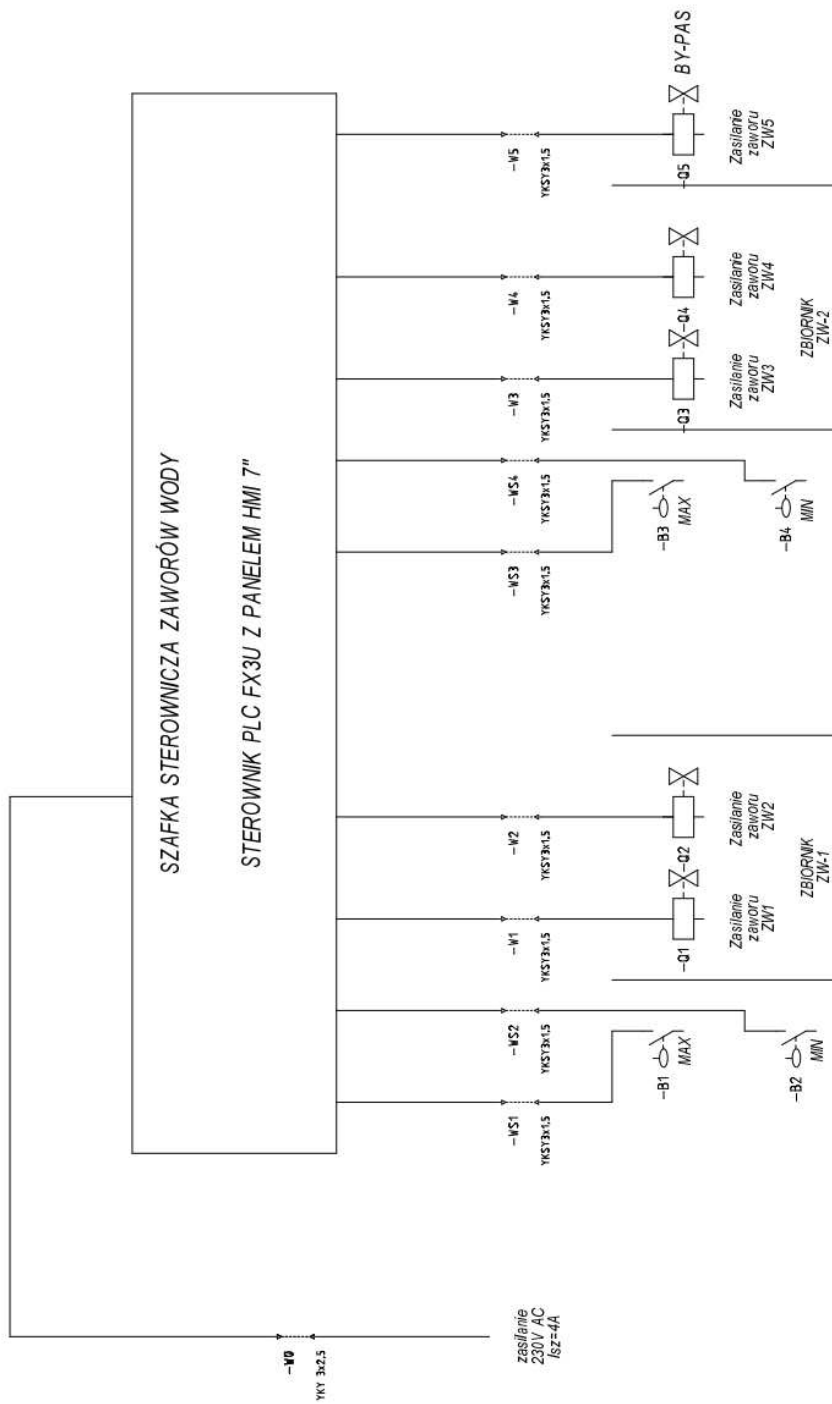 SZAFKA STEROWNICZA ZAWORÓW WODY
STEROWNIK PLC FX3U Z PANELEM HMI 7"
-W0
YKY 3x2,5
zasilanie
230V AC
Isz=4A
-WS1
YKSY3x1,5
-WS2
YKSY3x1,5
-W1
YKSY3x1,5
-W2
YKSY3x1,5
-WS3
YKSY3x1,5
-WS4
YKSY3x1,5
-W3
YKSY3x1,5
-W4
YKSY3x1,5
-W5
YKSY3x1,5
-B1
MAX
-B2
MIN
-Q1
Zasilanie
zaworu
ZW1
-Q2
Zasilanie
zaworu
ZW2
ZBIORNIK
ZW-1
-B3
MAX
-B4
MIN
-Q3
Zasilanie
zaworu
ZW3
-Q4
Zasilanie
zaworu
ZW4
ZBIORNIK
ZW-2
-Q5
BY-PAS
Zasilanie
zaworu
ZW5